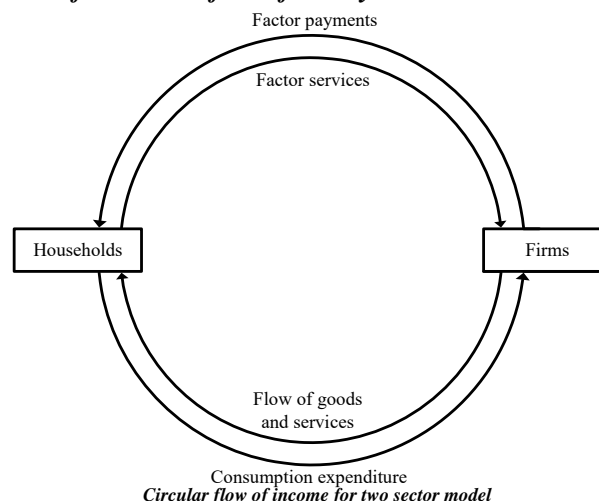 Factor payments
Factor services
Households
Firms
Flow of goods
and services
Consumption expenditure
Circular flow of income for two sector model